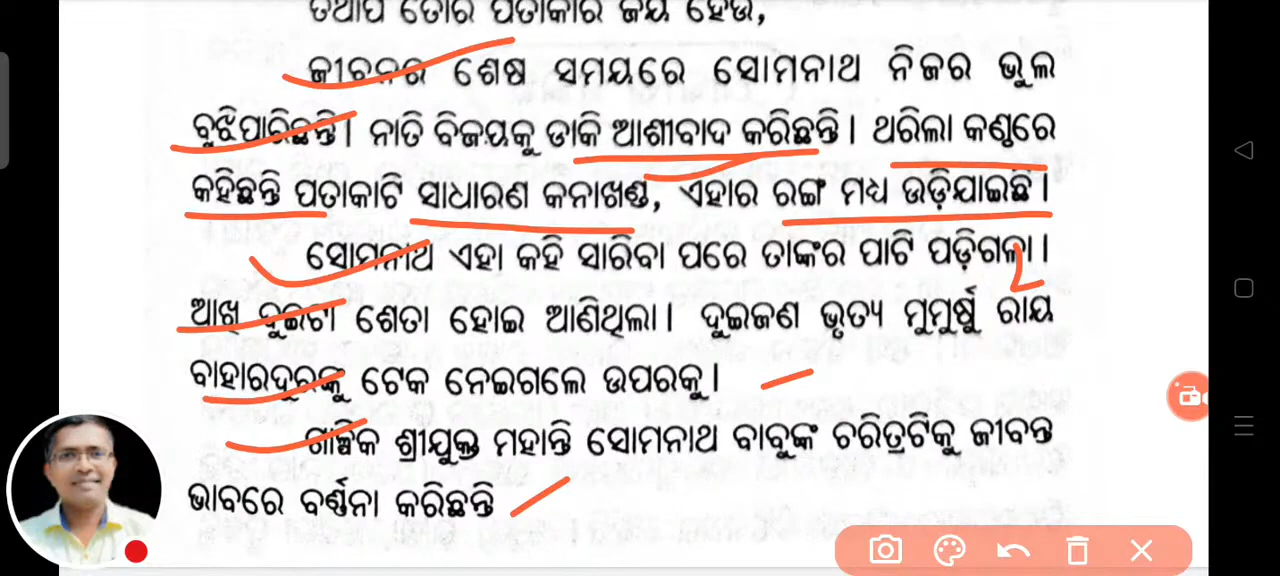 ତଥାପି ତୋର ପତାକାର ଜୟ ହେଉ,
ଜୀବନର ଶେଷ ସମୟରେ ସୋମନାଥ ନିଜର ଭୁଲ
ବୁଝିପାରିଛନ୍ତି। ନାତି ବିଜୟକୁ ଡାକି ଆଶୀବାଦ କରିଛନ୍ତି। ଥରିଲା କଣ୍ଠରେ
କହିଛନ୍ତି ପତାକାଟି ସାଧାରଣ କନାଖଣ୍ଡ, ଏହାର ରଙ୍ଗ ମଧ୍ୟ ଉଡ଼ିଯାଇଛି।
ସୋମନାଥ ଏହା କହି ସାରିବା ପରେ ତାଙ୍କର ପାଟି ପଡ଼ିଗଲା।
ଆଖି ଦୁଇଟା ଶେତା ହୋଇ ଆଣିଥିଲା। ଦୁଇଜଣ ଭୃତ୍ୟ ମୁମୁର୍ଷୁ ରାୟ
ବାହାରଦୁରଙ୍କୁ ଟେକ ନେଇଗଲେ ଉପରକୁ।
ଗାଳ୍ପିକ ଶ୍ରୀଯୁକ୍ତ ମହାନ୍ତି ସୋମନାଥ ବାବୁଙ୍କ ଚରିତ୍ରଟିକୁ ଜୀବନ୍ତ
ଭାବରେ ବର୍ଣ୍ଣନା କରିଛନ୍ତି